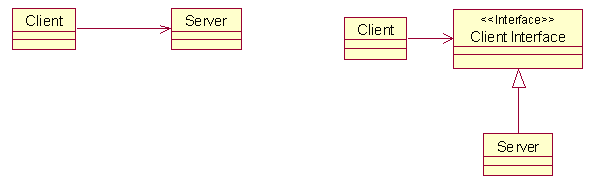 Client
Server
Client
<<Interface>>
Client Interface
Server